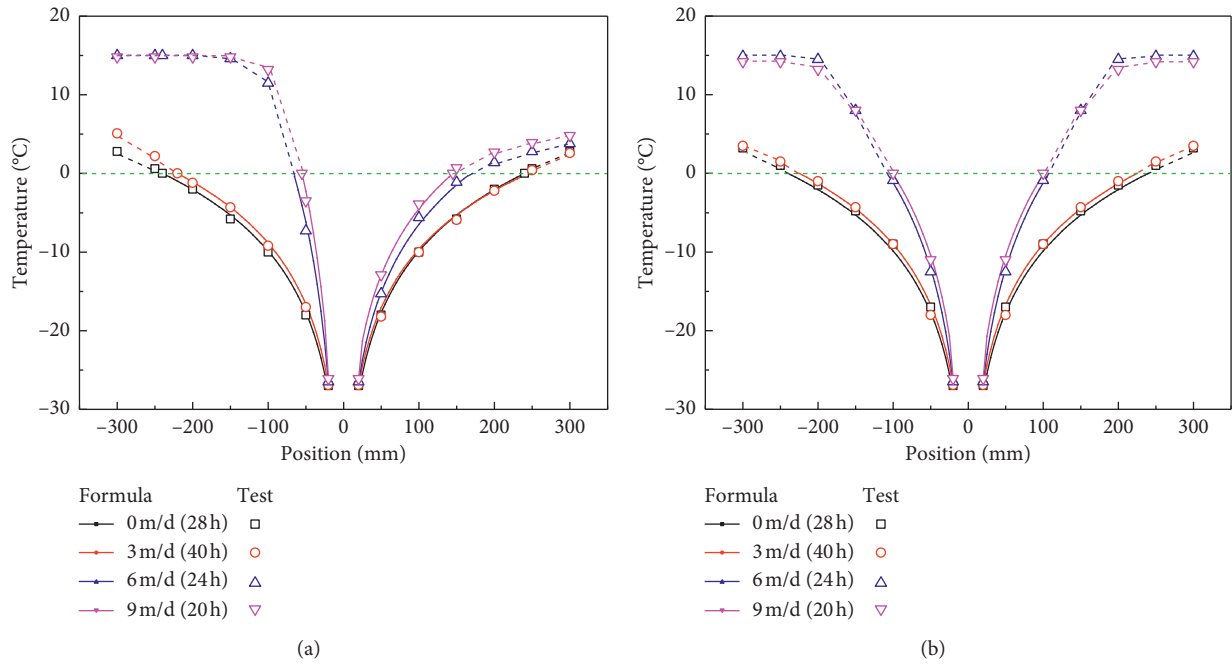 20
10
0
−10
−20
−30
Temperature (°C)
−300 −200 −100 0 100 200 300
Position (mm)
Formula Test
0 m/d (28 h)
3 m/d (40 h)
6 m/d (24 h)
9 m/d (20 h)
(a)
20
10
0
−10
−20
−30
Temperature (°C)
−300 −200 −100 0 100 200 300
Position (mm)
Formula Test
0 m/d (28 h)
3 m/d (40 h)
6 m/d (24 h)
9 m/d (20 h)
(b)